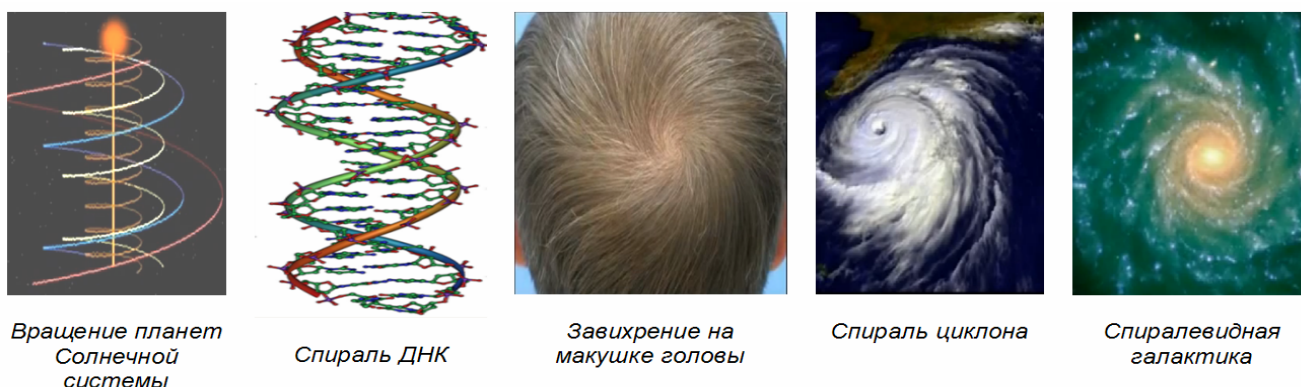 Вращение планет
Солнечной
системы
Спираль ДНК
Завихрение на
макушке головы
Спираль циклона
Спиралевидная
галактика